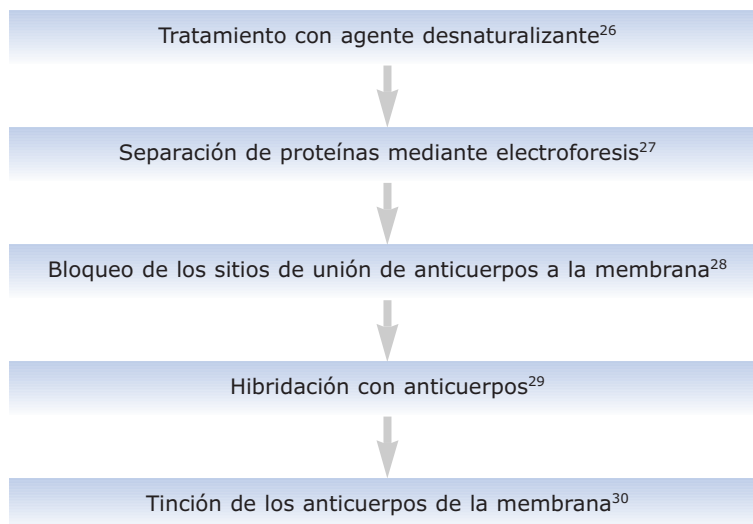 Tratamiento con agente desnaturalizante²⁶
Separación de proteínas mediante electroforesis²⁷
Bloqueo de los sitios de unión de anticuerpos a la membrana²⁸
Hibridación con anticuerpos²⁹
Tinción de los anticuerpos de la membrana³⁰